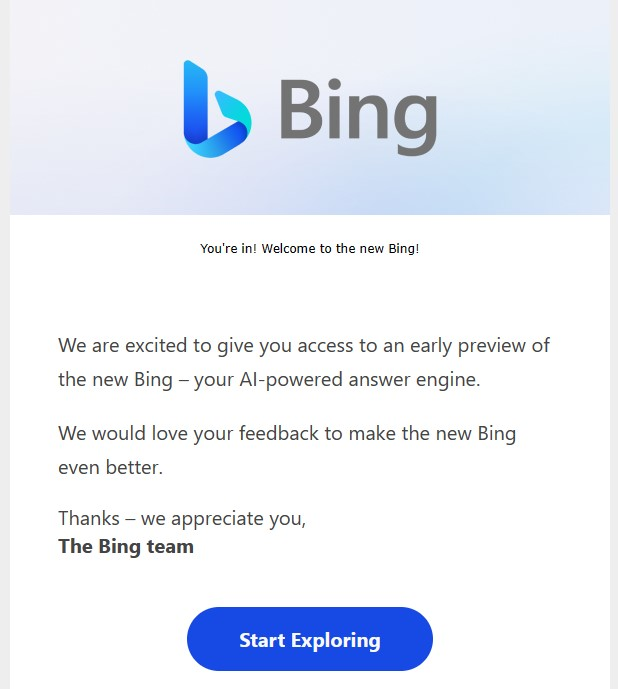 Bing
You're in! Welcome to the new Bing!
We are excited to give you access to an early preview of
the new Bing – your AI-powered answer engine.
We would love your feedback to make the new Bing
even better.
Thanks – we appreciate you,
The Bing team
Start Exploring